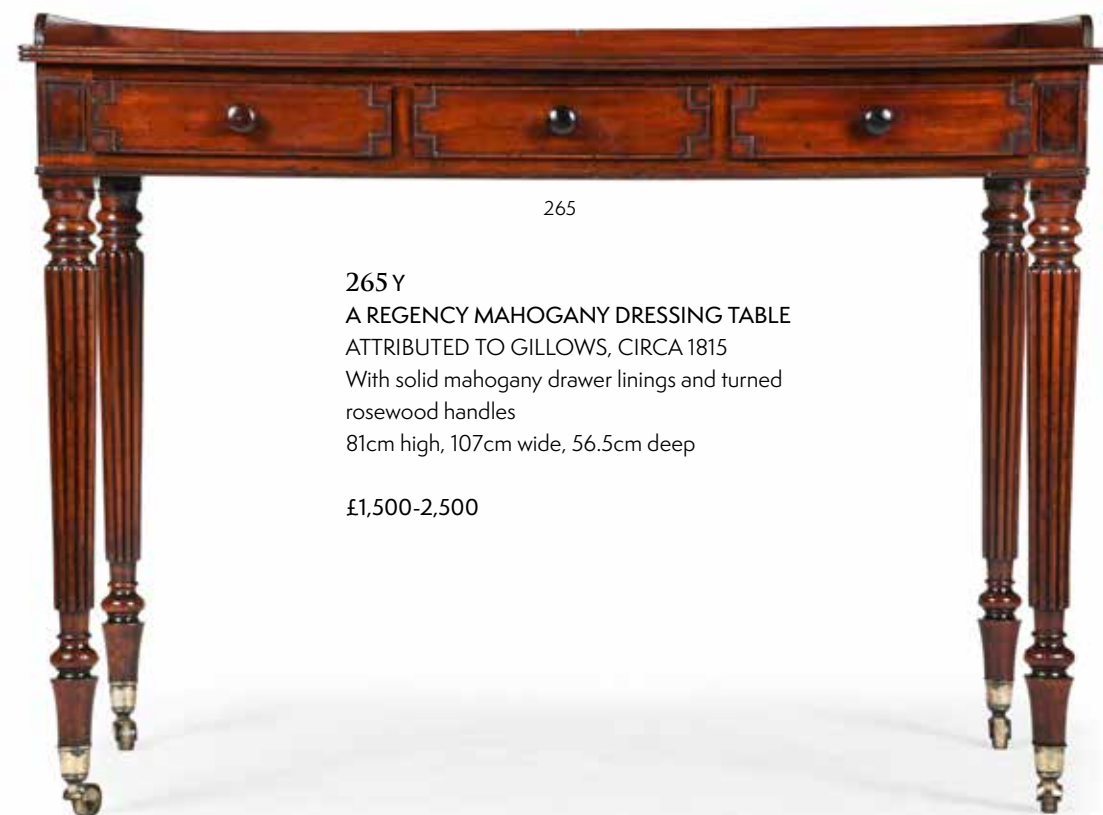 265
265 Y
A REGENCY MAHOGANY DRESSING TABLE
ATTRIBUTED TO GILLOWS, CIRCA 1815
With solid mahogany drawer linings and turned
rosewood handles
81cm high, 107cm wide, 56.5cm deep
£1,500-2,500